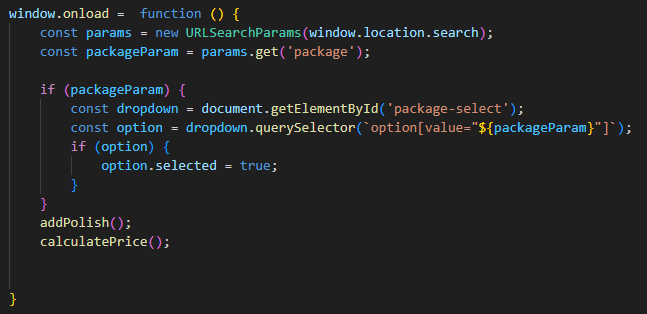 window.onload =  function () {
    const params = new URLSearchParams(window.location.search);
    const packageParam = params.get('package');

    if (packageParam) {
        const dropdown = document.getElementById('package-select');
        const option = dropdown.querySelector(`option[value="${packageParam}"]`);
        if (option) {
            option.selected = true;
        }
    }
    addPolish();
    calculatePrice();


}